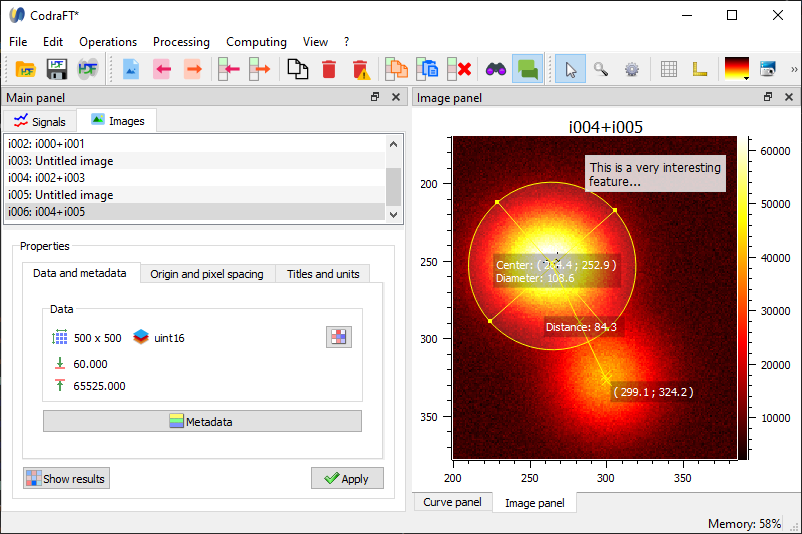 CodraFT*
File Edit Operations Processing Computing View ?
Main panel
Signals Images
i002: i000+i001
i003: Untitled image
i004: i002+i003
i005: Untitled image
i006: i004+i005
Properties
Data and metadata Origin and pixel spacing Titles and units
Data
500 x 500 uint16
60.000
65525.000
Metadata
Show results Apply
Image panel
i004+i005
This is a very interesting
feature...
60000
50000
40000
30000
20000
10000
200
250
300
350
Center: ( 264.4 ; 252.9 )
Diameter: 108.6
Distance: 84.3
( 299.1 ; 324.2 )
200 250 300 350
Curve panel Image panel
Memory: 58%